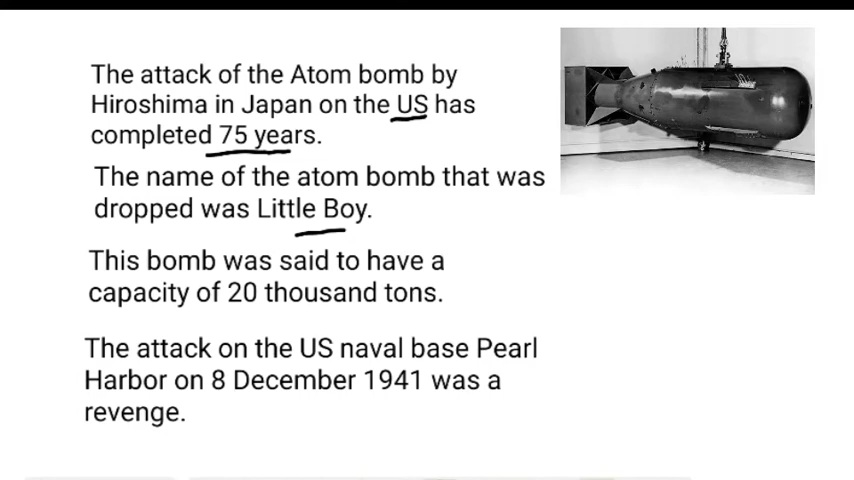 The attack of the Atom bomb by
Hiroshima in Japan on the US has
completed 75 years.
The name of the atom bomb that was
dropped was Little Boy.
This bomb was said to have a
capacity of 20 thousand tons.
The attack on the US naval base Pearl
Harbor on 8 December 1941 was a
revenge.